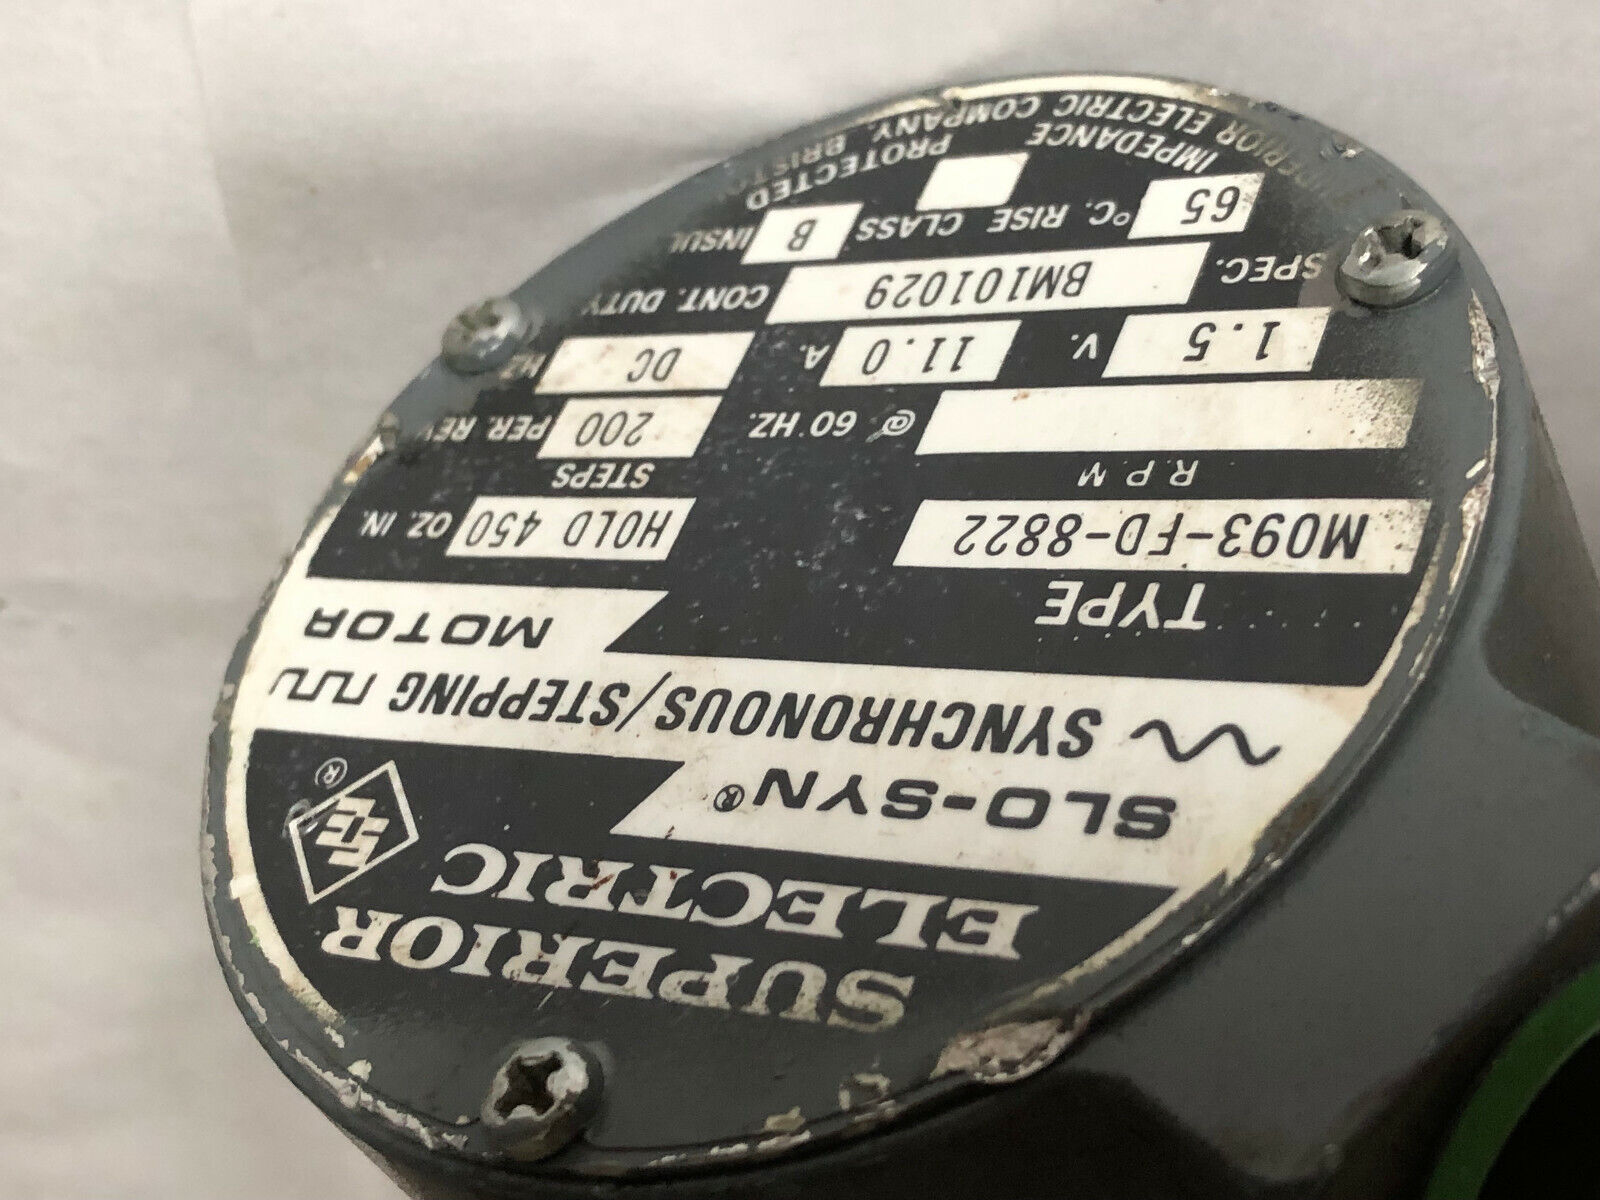 SUPERIOR
ELECTRIC
®
SLO-SYN®
SYNCHRONOUS/STEPPING
MOTOR
TYPE
M093-FD-8822 HOLD 450 OZ. IN.
R.P.M STEPS
@ 60 HZ. 200 PER. REV
1.5 V. 11.0 A. DC HZ
SPEC. BM101029 CONT. DUTY
65 °C. RISE CLASS B INSUL
IMPEDANCE PROTECTED
SUPERIOR ELECTRIC COMPANY, BRISTO